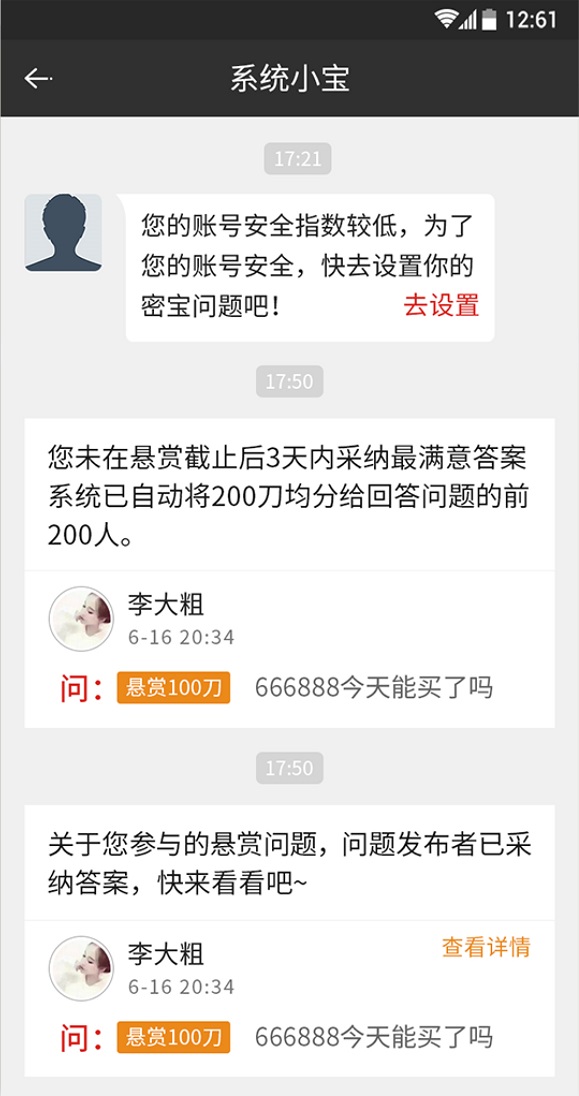 12:61
系统小宝
17:21
您的账号安全指数较低，为了
您的账号安全，快去设置你的
密宝问题吧！ 去设置
17:50
您未在悬赏截止后3天内采纳最满意答案
系统已自动将200刀均分给回答问题的前
200人。
李大粗
6-16 20:34
问： 悬赏100刀 666888今天能买了吗
17:50
关于您参与的悬赏问题，问题发布者已采
纳答案，快来看看吧~
李大粗 查看详情
6-16 20:34
问： 悬赏100刀 666888今天能买了吗